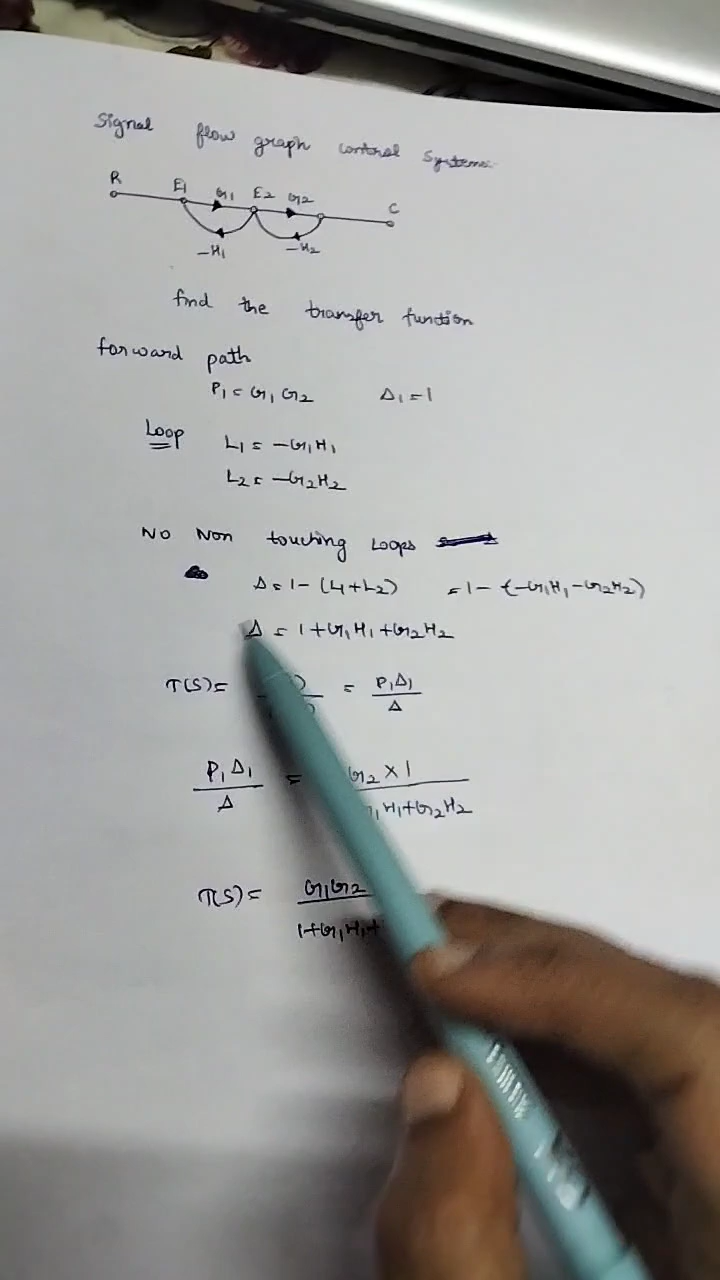 Signal flow graph control systems
R E1 G1 E2 G2 C
-H1 -H2
find the transfer function
forward path
P1 = G1 G2 Δ1 = 1
Loop L1 = -G1H1
L2 = -G2H2
No Non touching Loops
Δ = 1 - (L1+L2) = 1 - (-G1H1-G2H2)
Δ = 1+G1H1+G2H2
T(S) = = P1Δ1 / Δ
P1Δ1 / Δ = G2 × 1 / H1+G2H2
T(S) = G1G2 / 1+G1H1+